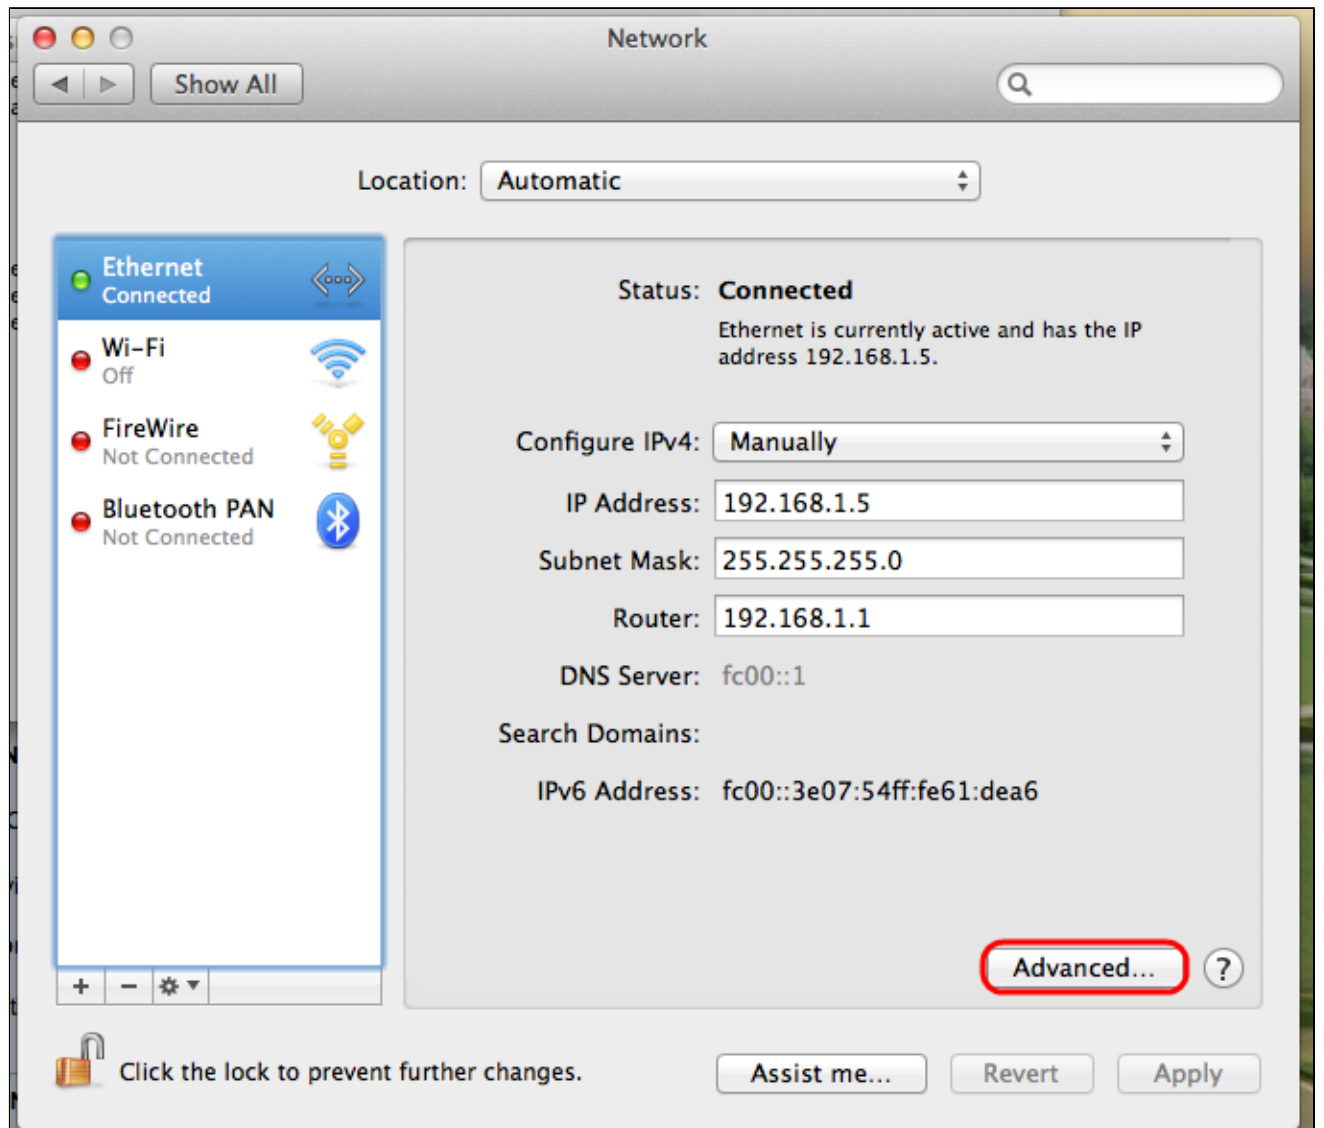 Network
Show All
Location: Automatic
Ethernet
Connected
Wi-Fi
Off
FireWire
Not Connected
Bluetooth PAN
Not Connected
Status: Connected
Ethernet is currently active and has the IP
address 192.168.1.5.
Configure IPv4: Manually
IP Address: 192.168.1.5
Subnet Mask: 255.255.255.0
Router: 192.168.1.1
DNS Server: fc00::1
Search Domains:
IPv6 Address: fc00::3e07:54ff:fe61:dea6
Advanced... ?
+ −
Click the lock to prevent further changes.
Assist me... Revert Apply